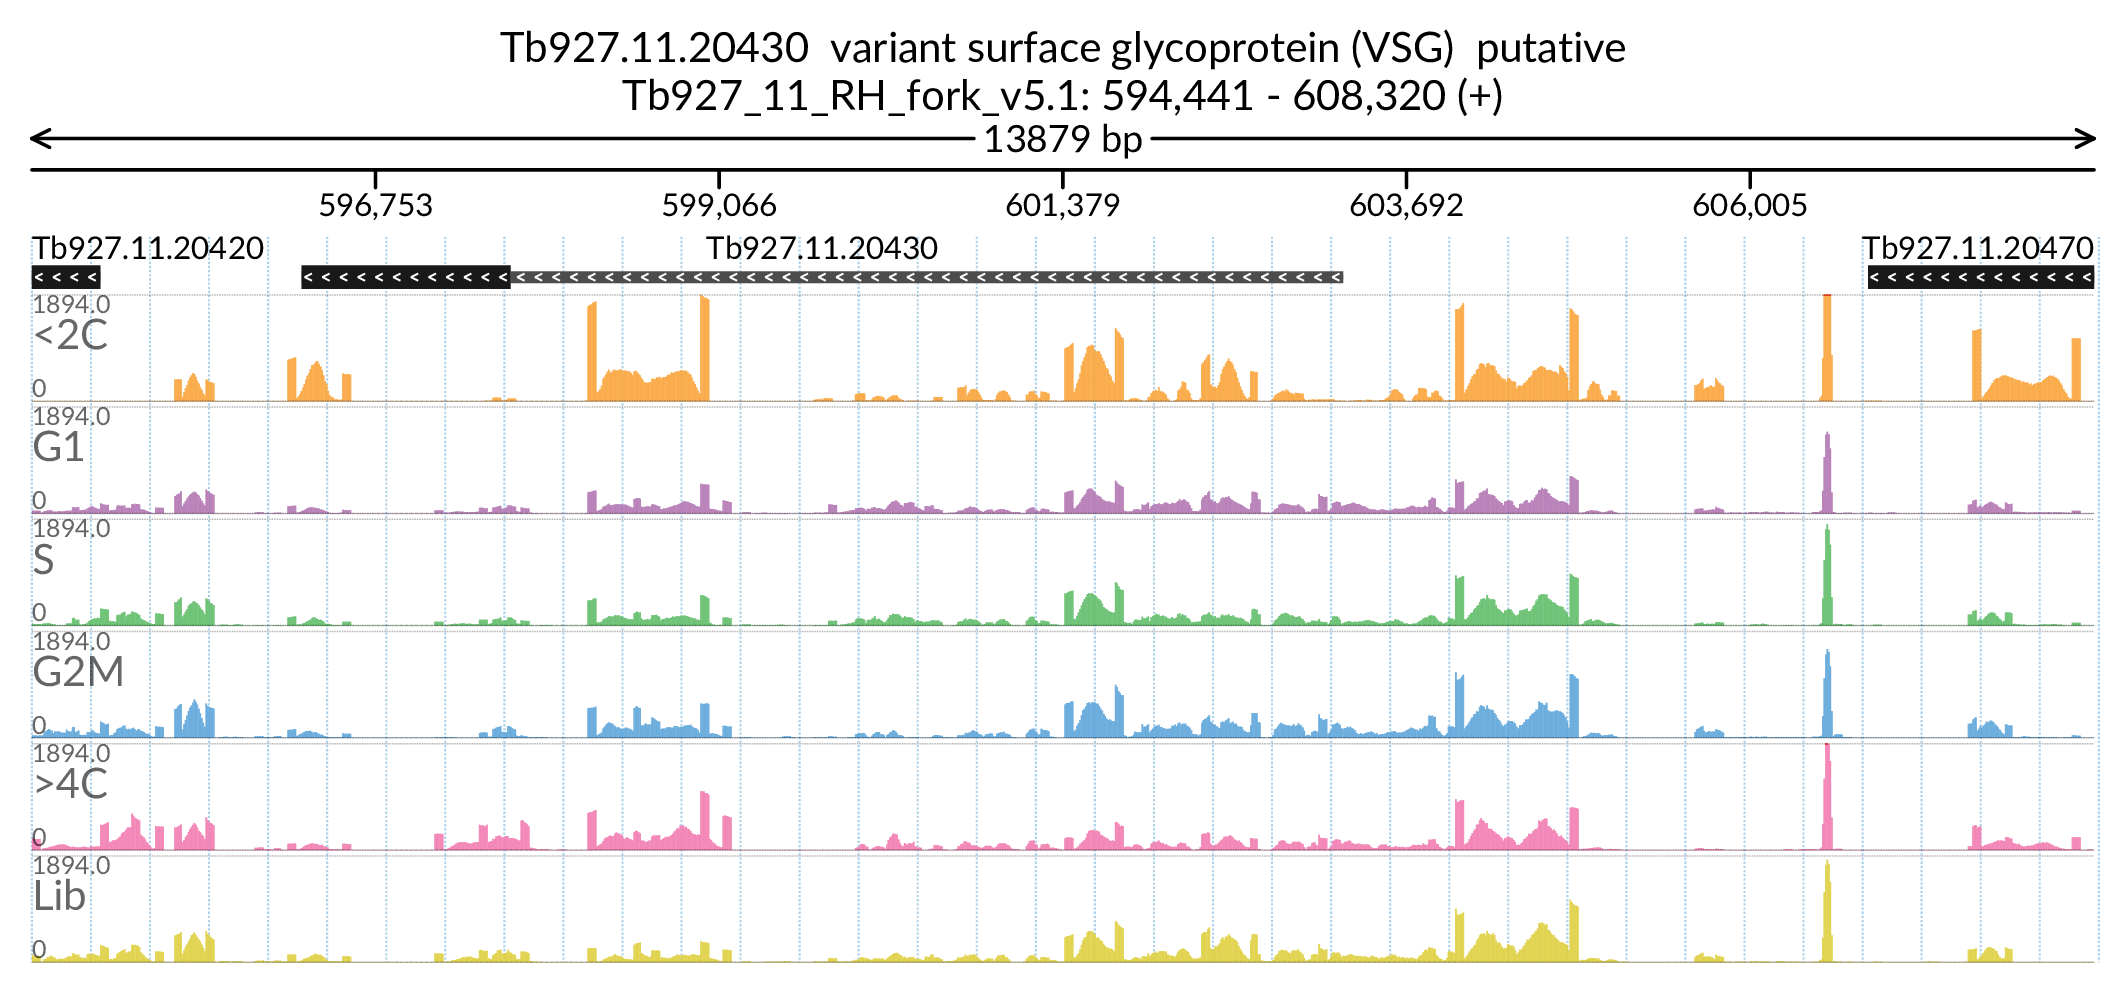 Tb927.11.20430  variant surface glycoprotein (VSG)  putative
Tb927_11_RH_fork_v5.1: 594,441 - 608,320 (+)
13879 bp
596,753 599,066 601,379 603,692 606,005
Tb927.11.20420 Tb927.11.20430 Tb927.11.20470
1894.0
<2C
0
1894.0
G1
0
1894.0
S
0
1894.0
G2M
0
1894.0
>4C
0
1894.0
Lib
0